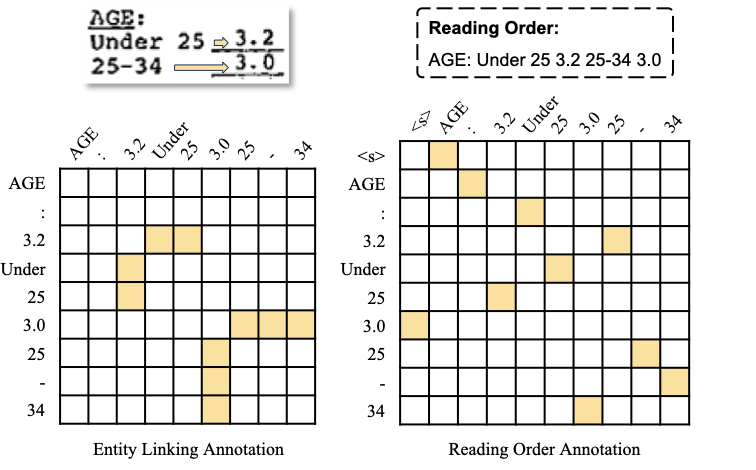 AGE:
Under 25 3.2
25-34 3.0
Reading Order:
AGE: Under 25 3.2 25-34 3.0
AGE : 3.2 Under 25 3.0 25 - 34
AGE
:
3.2
Under
25
3.0
25
-
34
Entity Linking Annotation
<s> AGE : 3.2 Under 25 3.0 25 - 34
<s>
AGE
:
3.2
Under
25
3.0
25
-
34
Reading Order Annotation